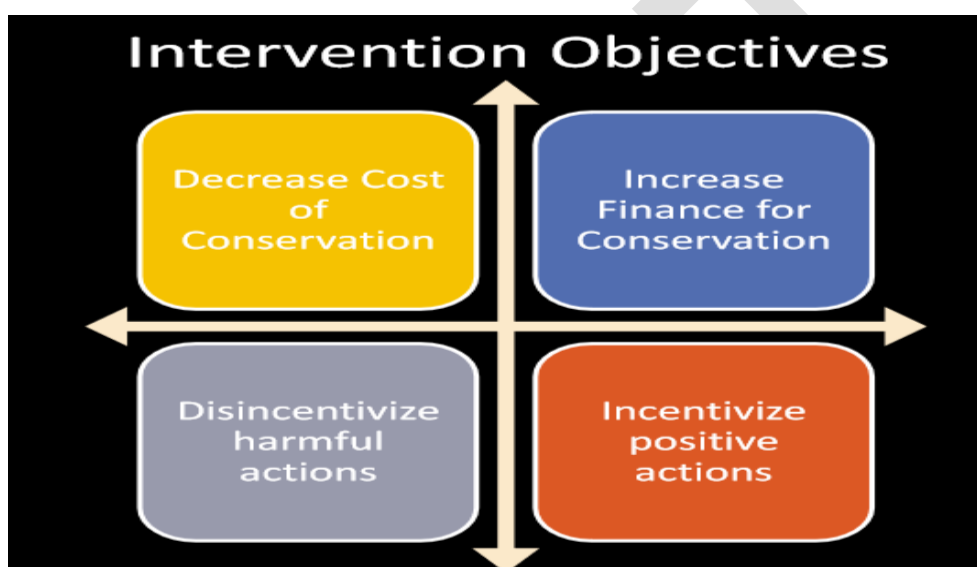 Intervention Objectives
Decrease Cost
of
Conservation
Increase
Finance for
Conservation
Disincentivize
harmful
actions
Incentivize
positive
actions